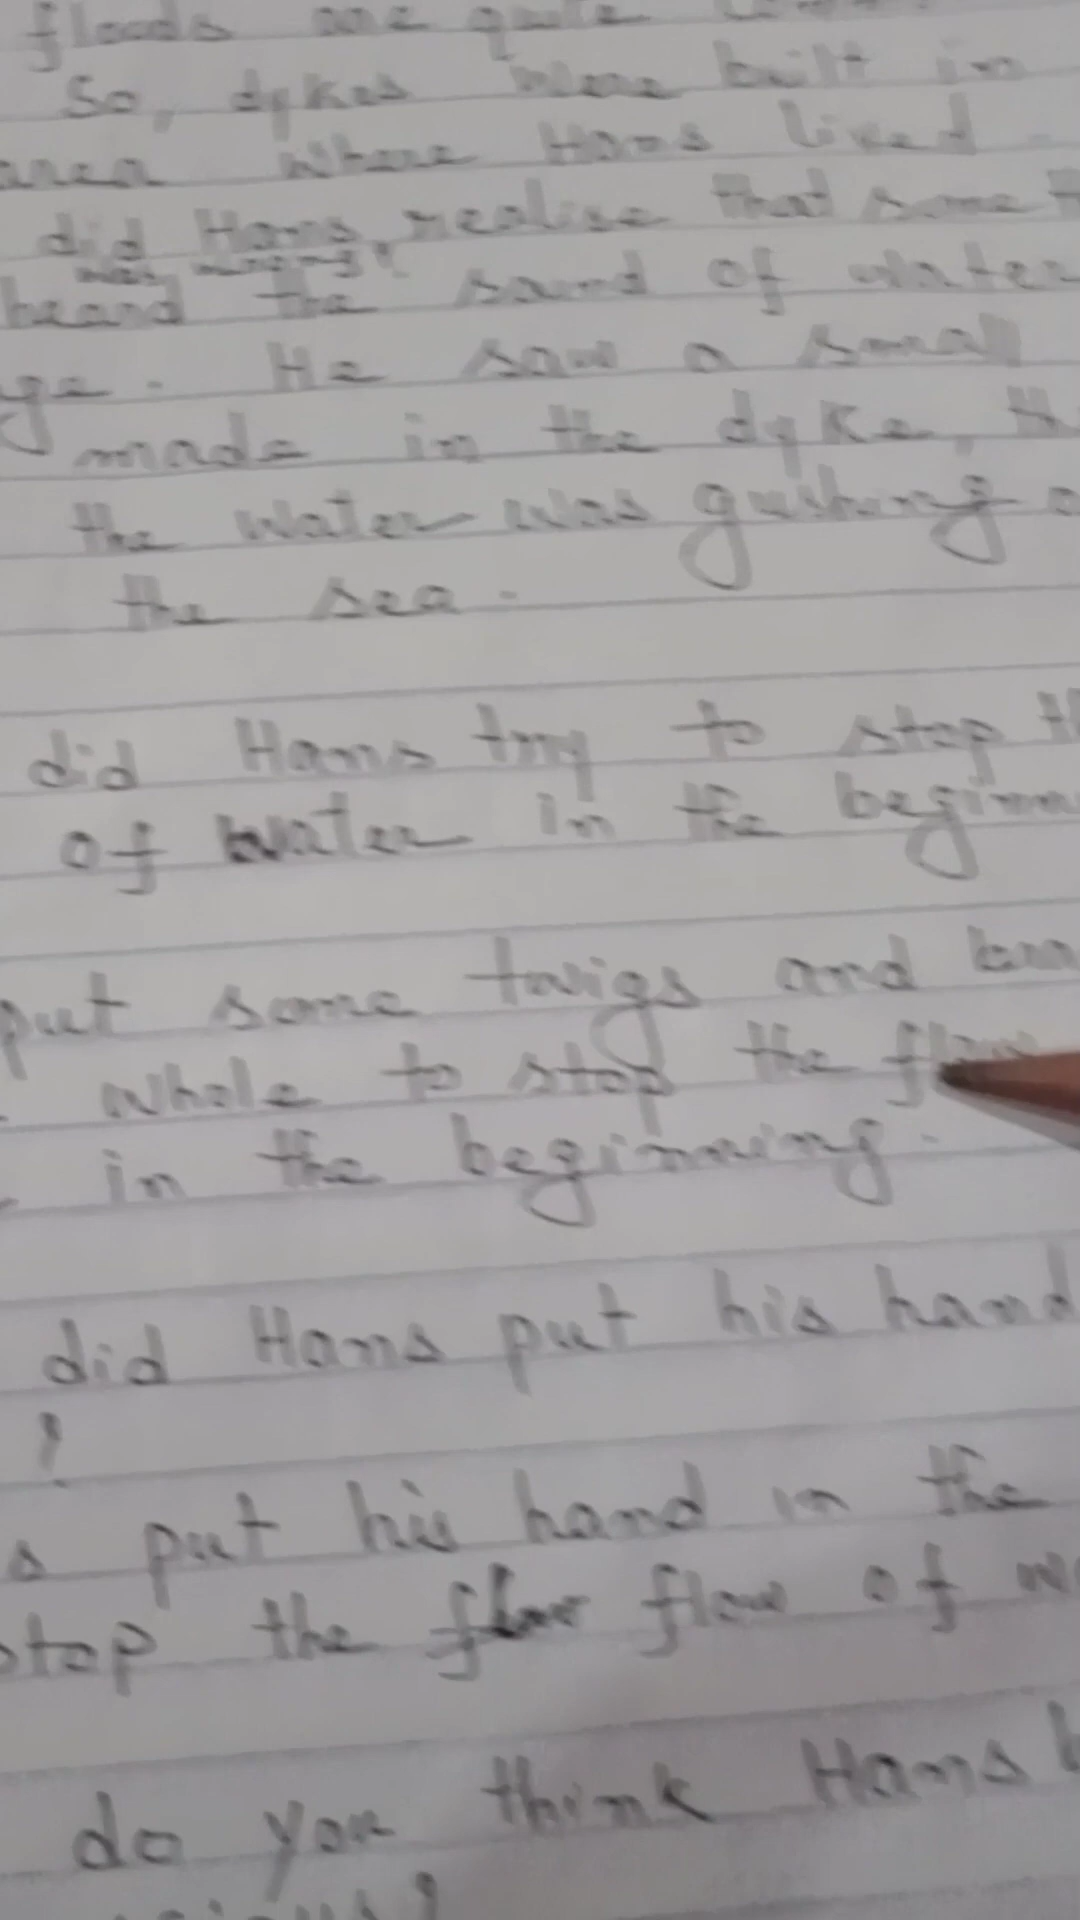 floods are quite
So, dykes were built in
area where Hans lived
did Hans realise that some
was wrong?
heard the sound of water
He saw a small
made in the dyke,
the water was gushing
the sea.
did Hans try to stop
of water in the
put some twigs and
whole to stop the
in the beginning.
did Hans put his hand
?
put his hand in the
stop the flow of
do you think Hans